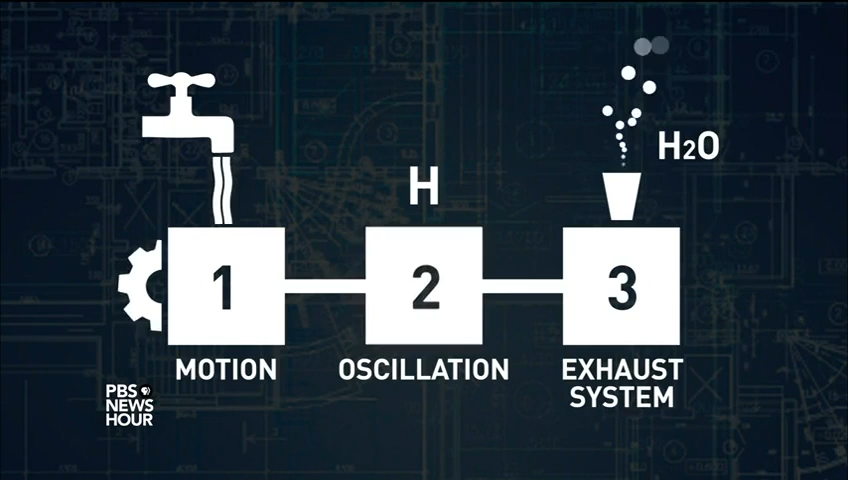 H
H2O
1
2
3
MOTION
OSCILLATION
EXHAUST
SYSTEM
PBS
NEWS
HOUR